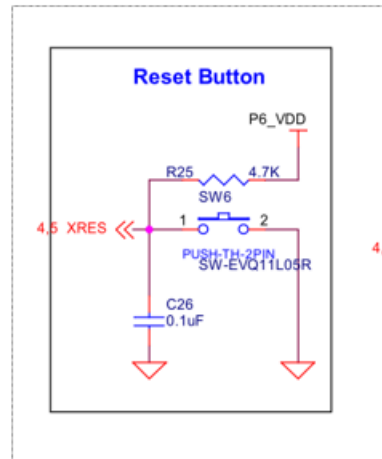 Reset Button
P6_VDD
R25 4.7K
SW6
4,5 XRES 1 2
PUSH-TH-2PIN
SW-EVQ11L05R
C26
0.1uF
4.